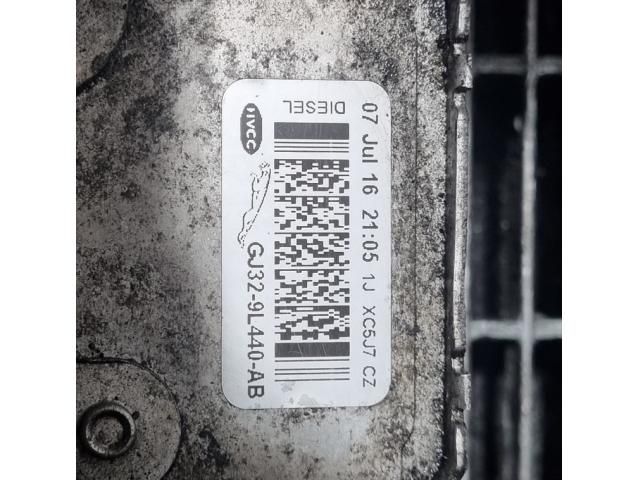 07 Jul 16 21:05 1J XC5J7 CZ
DIESEL
HVCC
GJ32-9L440-AB